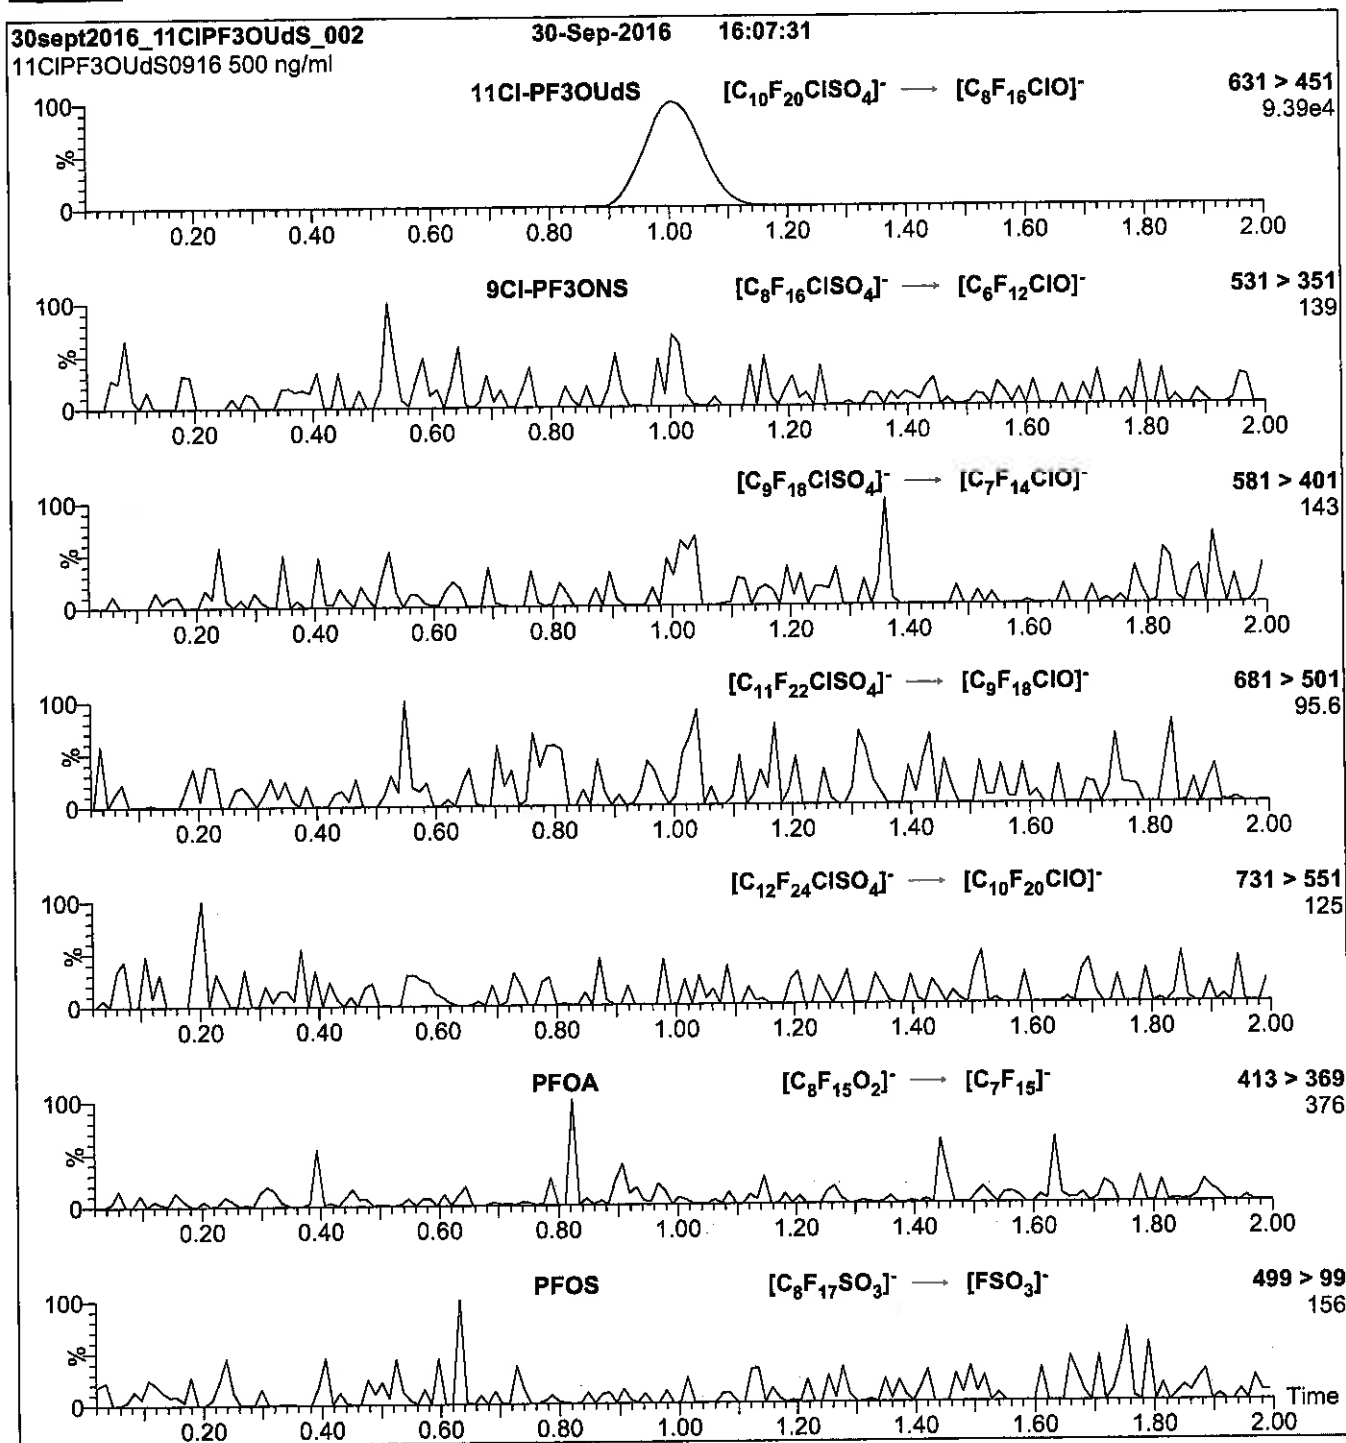 30sept2016_11ClPF3OUdS_002 30-Sep-2016 16:07:31
11ClPF3OUdS0916 500 ng/ml
11Cl-PF3OUdS [C₁₀F₂₀ClSO₄]⁻ → [C₈F₁₆ClO]⁻ 631 > 451
9.39e4
100
%
0
0.20 0.40 0.60 0.80 1.00 1.20 1.40 1.60 1.80 2.00
9Cl-PF3ONS [C₈F₁₆ClSO₄]⁻ → [C₆F₁₂ClO]⁻ 531 > 351
139
100
%
0
0.20 0.40 0.60 0.80 1.00 1.20 1.40 1.60 1.80 2.00
[C₉F₁₈ClSO₄]⁻ → [C₇F₁₄ClO]⁻ 581 > 401
143
100
%
0
0.20 0.40 0.60 0.80 1.00 1.20 1.40 1.60 1.80 2.00
[C₁₁F₂₂ClSO₄]⁻ → [C₉F₁₈ClO]⁻ 681 > 501
95.6
100
%
0
0.20 0.40 0.60 0.80 1.00 1.20 1.40 1.60 1.80 2.00
[C₁₂F₂₄ClSO₄]⁻ → [C₁₀F₂₀ClO]⁻ 731 > 551
125
100
%
0
0.20 0.40 0.60 0.80 1.00 1.20 1.40 1.60 1.80 2.00
PFOA [C₈F₁₅O₂]⁻ → [C₇F₁₅]⁻ 413 > 369
376
100
%
0
0.20 0.40 0.60 0.80 1.00 1.20 1.40 1.60 1.80 2.00
PFOS [C₈F₁₇SO₃]⁻ → [FSO₃]⁻ 499 > 99
156
100
%
0
Time
0.20 0.40 0.60 0.80 1.00 1.20 1.40 1.60 1.80 2.00